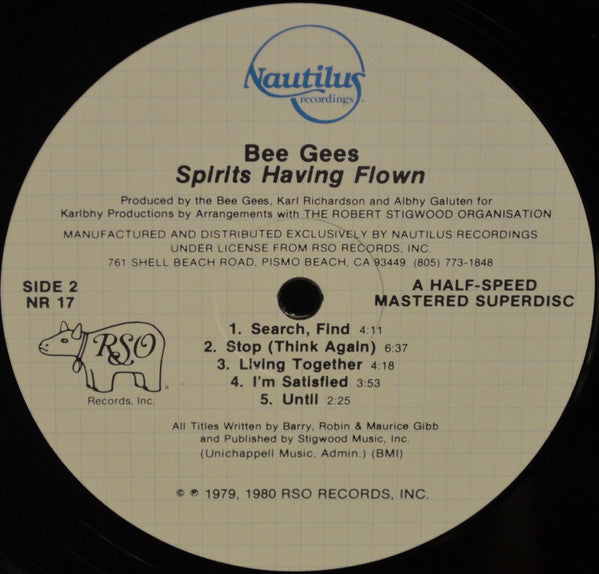 Nautilus
recordings
Bee Gees
Spirits Having Flown
Produced by the Bee Gees, Karl Richardson and Albhy Galuten for
Karlbhy Productions by Arrangements with THE ROBERT STIGWOOD ORGANISATION
MANUFACTURED AND DISTRIBUTED EXCLUSIVELY BY NAUTILUS RECORDINGS
UNDER LICENSE FROM RSO RECORDS, INC.
761 SHELL BEACH ROAD, PISMO BEACH, CA 93449. (805) 773-1848
SIDE 2
NR 17
A HALF-SPEED
MASTERED SUPERDISC
RSO
Records, Inc.
1. Search, Find 4:11
2. Stop (Think Again) 6:37
3. Living Together 4:18
4. I'm Satisfied 3:53
5. Until 2:25
All Titles Written by Barry, Robin & Maurice Gibb
and Published by Stigwood Music, Inc.
(Unichappell Music, Admin.) (BMI)
© ℗ 1979, 1980 RSO RECORDS, INC.